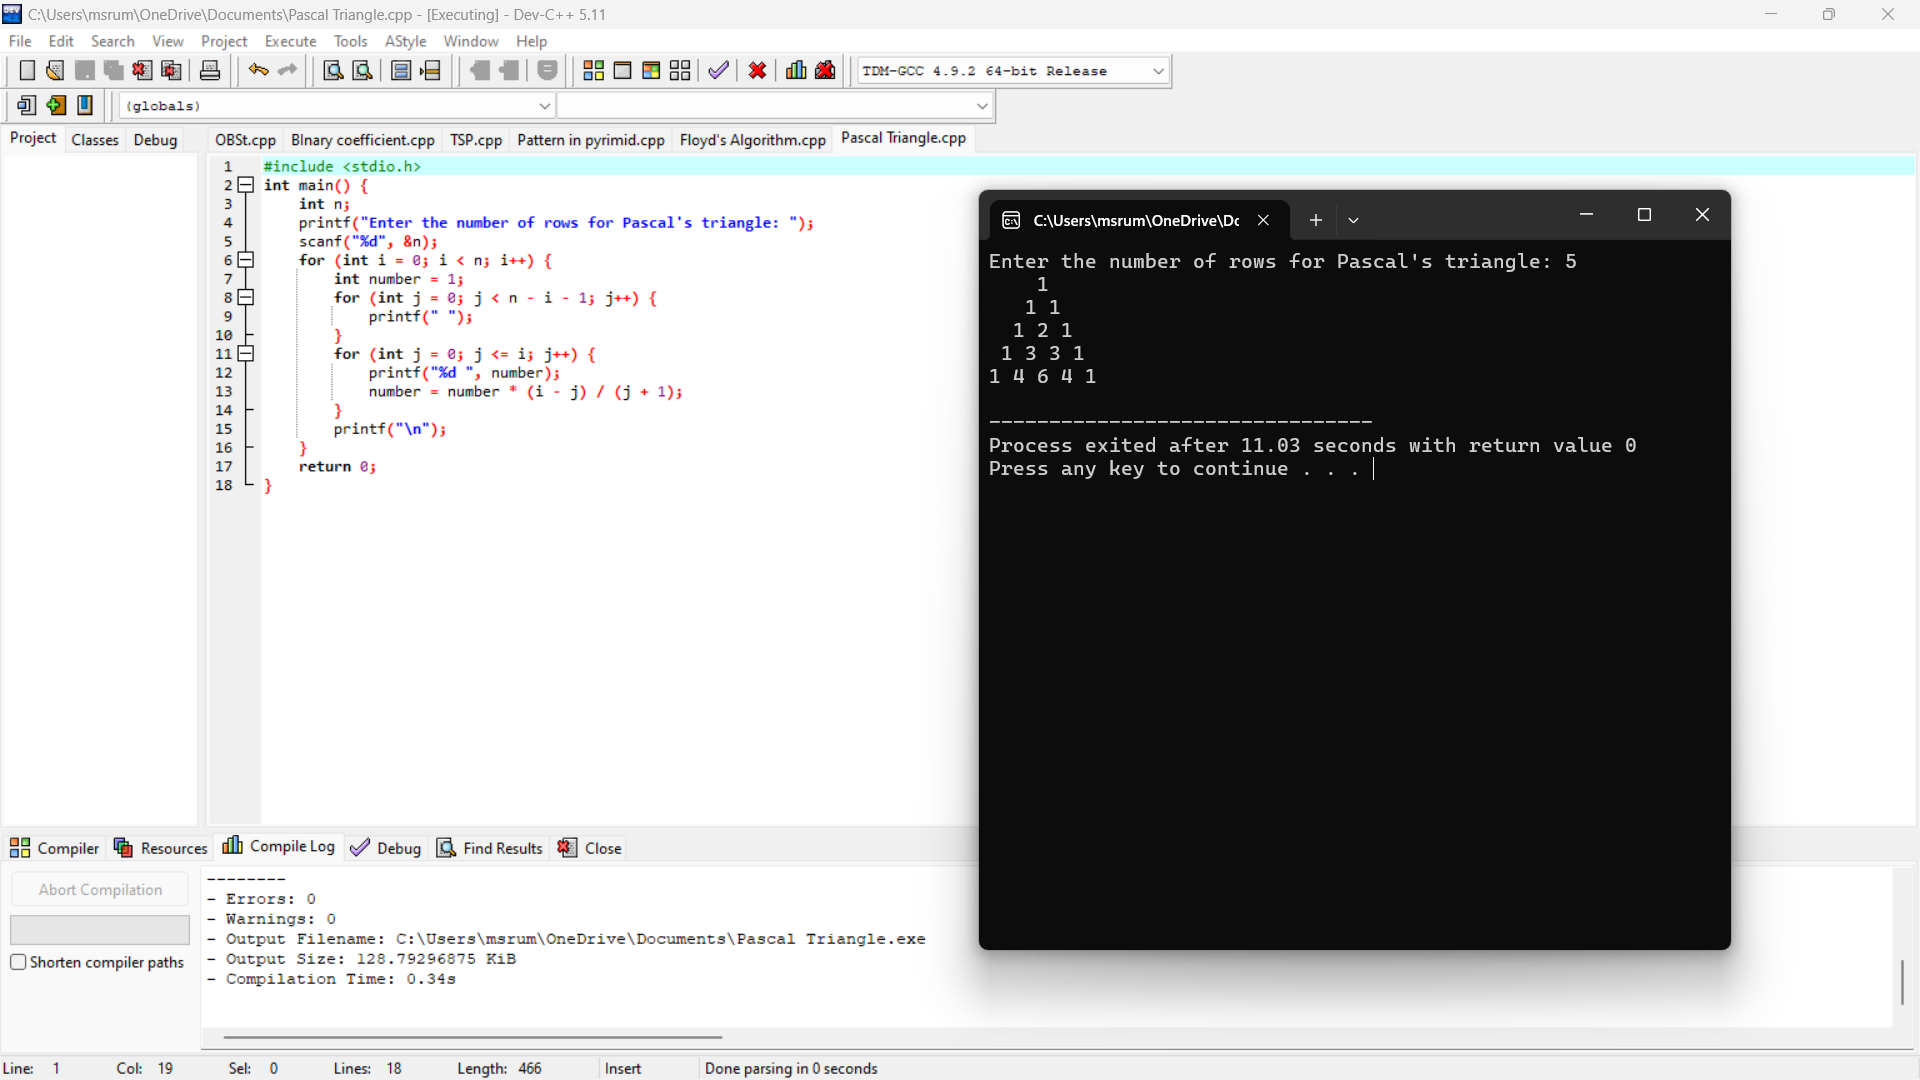 C:\Users\msrum\OneDrive\Documents\Pascal Triangle.cpp - [Executing] - Dev-C++ 5.11
File Edit Search View Project Execute Tools AStyle Window Help
TDM-GCC 4.9.2 64-bit Release
(globals)
Project Classes Debug
OBSt.cpp BInary coefficient.cpp TSP.cpp Pattern in pyrimid.cpp Floyd's Algorithm.cpp Pascal Triangle.cpp
1 #include <stdio.h>
2 int main() {
3 int n;
4 printf("Enter the number of rows for Pascal's triangle: ");
5 scanf("%d", &n);
6 for (int i = 0; i < n; i++) {
7 int number = 1;
8 for (int j = 0; j < n - i - 1; j++) {
9 printf(" ");
10 }
11 for (int j = 0; j <= i; j++) {
12 printf("%d ", number);
13 number = number * (i - j) / (j + 1);
14 }
15 printf("\n");
16 }
17 return 0;
18 }
C:\Users\msrum\OneDrive\Dc
Enter the number of rows for Pascal's triangle: 5
1
1 1
1 2 1
1 3 3 1
1 4 6 4 1
--------------------------------
Process exited after 11.03 seconds with return value 0
Press any key to continue . . .
Compiler Resources Compile Log Debug Find Results Close
Abort Compilation
Shorten compiler paths
--------
- Errors: 0
- Warnings: 0
- Output Filename: C:\Users\msrum\OneDrive\Documents\Pascal Triangle.exe
- Output Size: 128.79296875 KiB
- Compilation Time: 0.34s
Line: 1 Col: 19 Sel: 0 Lines: 18 Length: 466 Insert Done parsing in 0 seconds